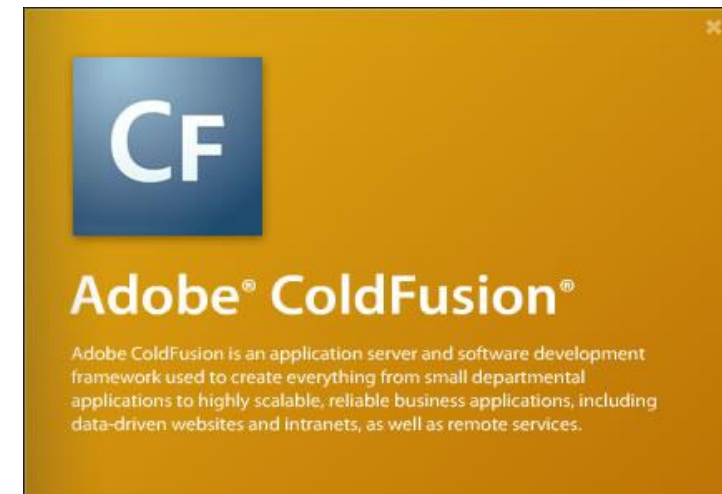 CF
Adobe® ColdFusion®
Adobe ColdFusion is an application server and software development
framework used to create everything from small departmental
applications to highly scalable, reliable business applications, including
data-driven websites and intranets, as well as remote services.